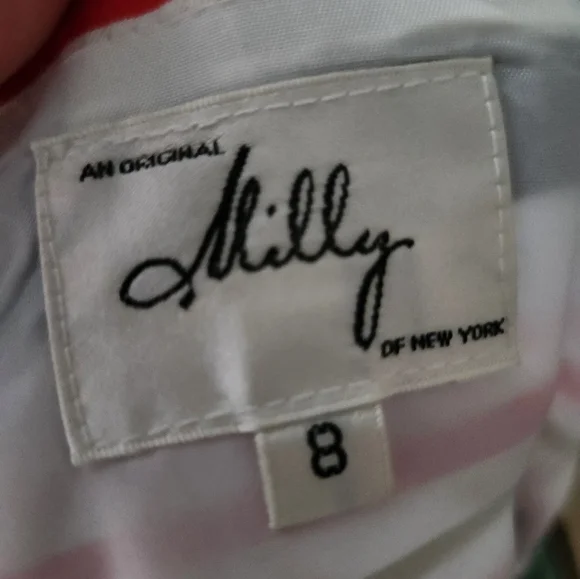 AN ORIGINAL
Milly
OF NEW YORK
8